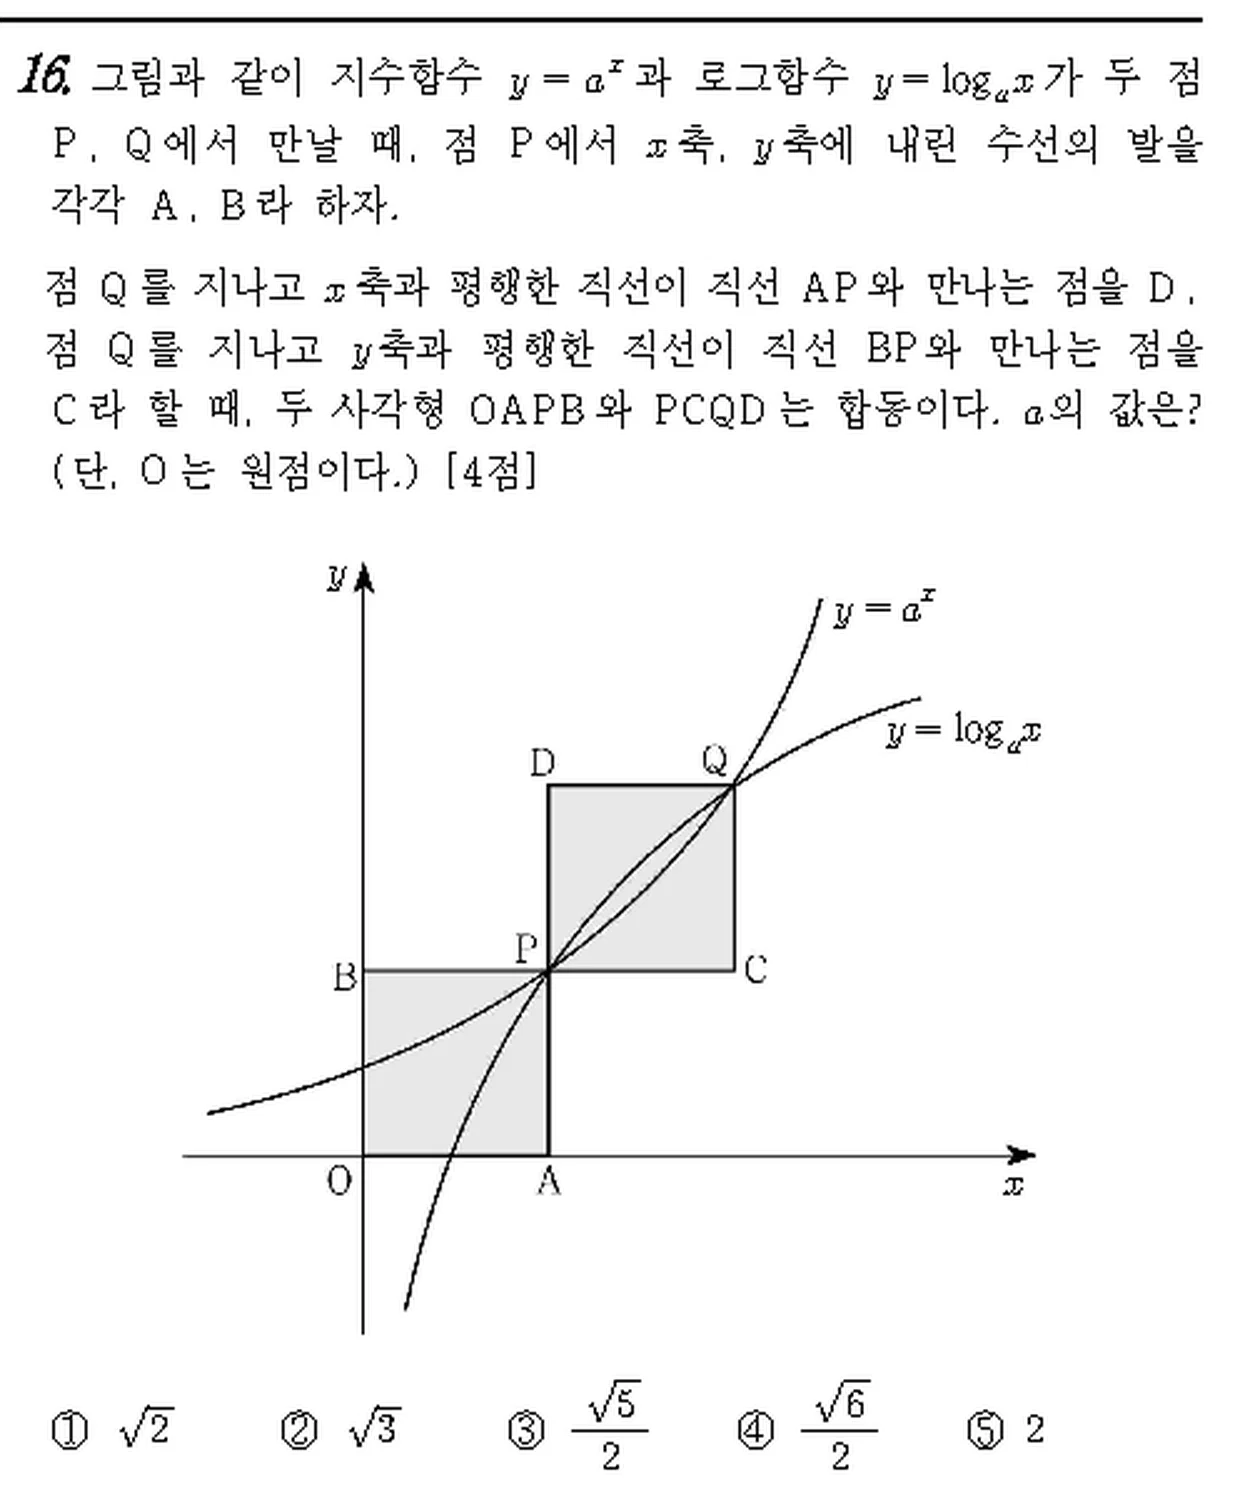 16. 그림과 같이 지수함수 y = a^x과 로그함수 y = log_a x가 두 점
P, Q에서 만날 때, 점 P에서 x축, y축에 내린 수선의 발을
각각 A, B라 하자.
점 Q를 지나고 x축과 평행한 직선이 직선 AP와 만나는 점을 D,
점 Q를 지나고 y축과 평행한 직선이 직선 BP와 만나는 점을
C라 할 때, 두 사각형 OAPB와 PCQD는 합동이다. a의 값은?
(단, O는 원점이다.) [4점]
y
y = a^x
y = log_a x
D
Q
P
B
C
O
A
x
① √2 ② √3 ③ √5/2 ④ √6/2 ⑤ 2